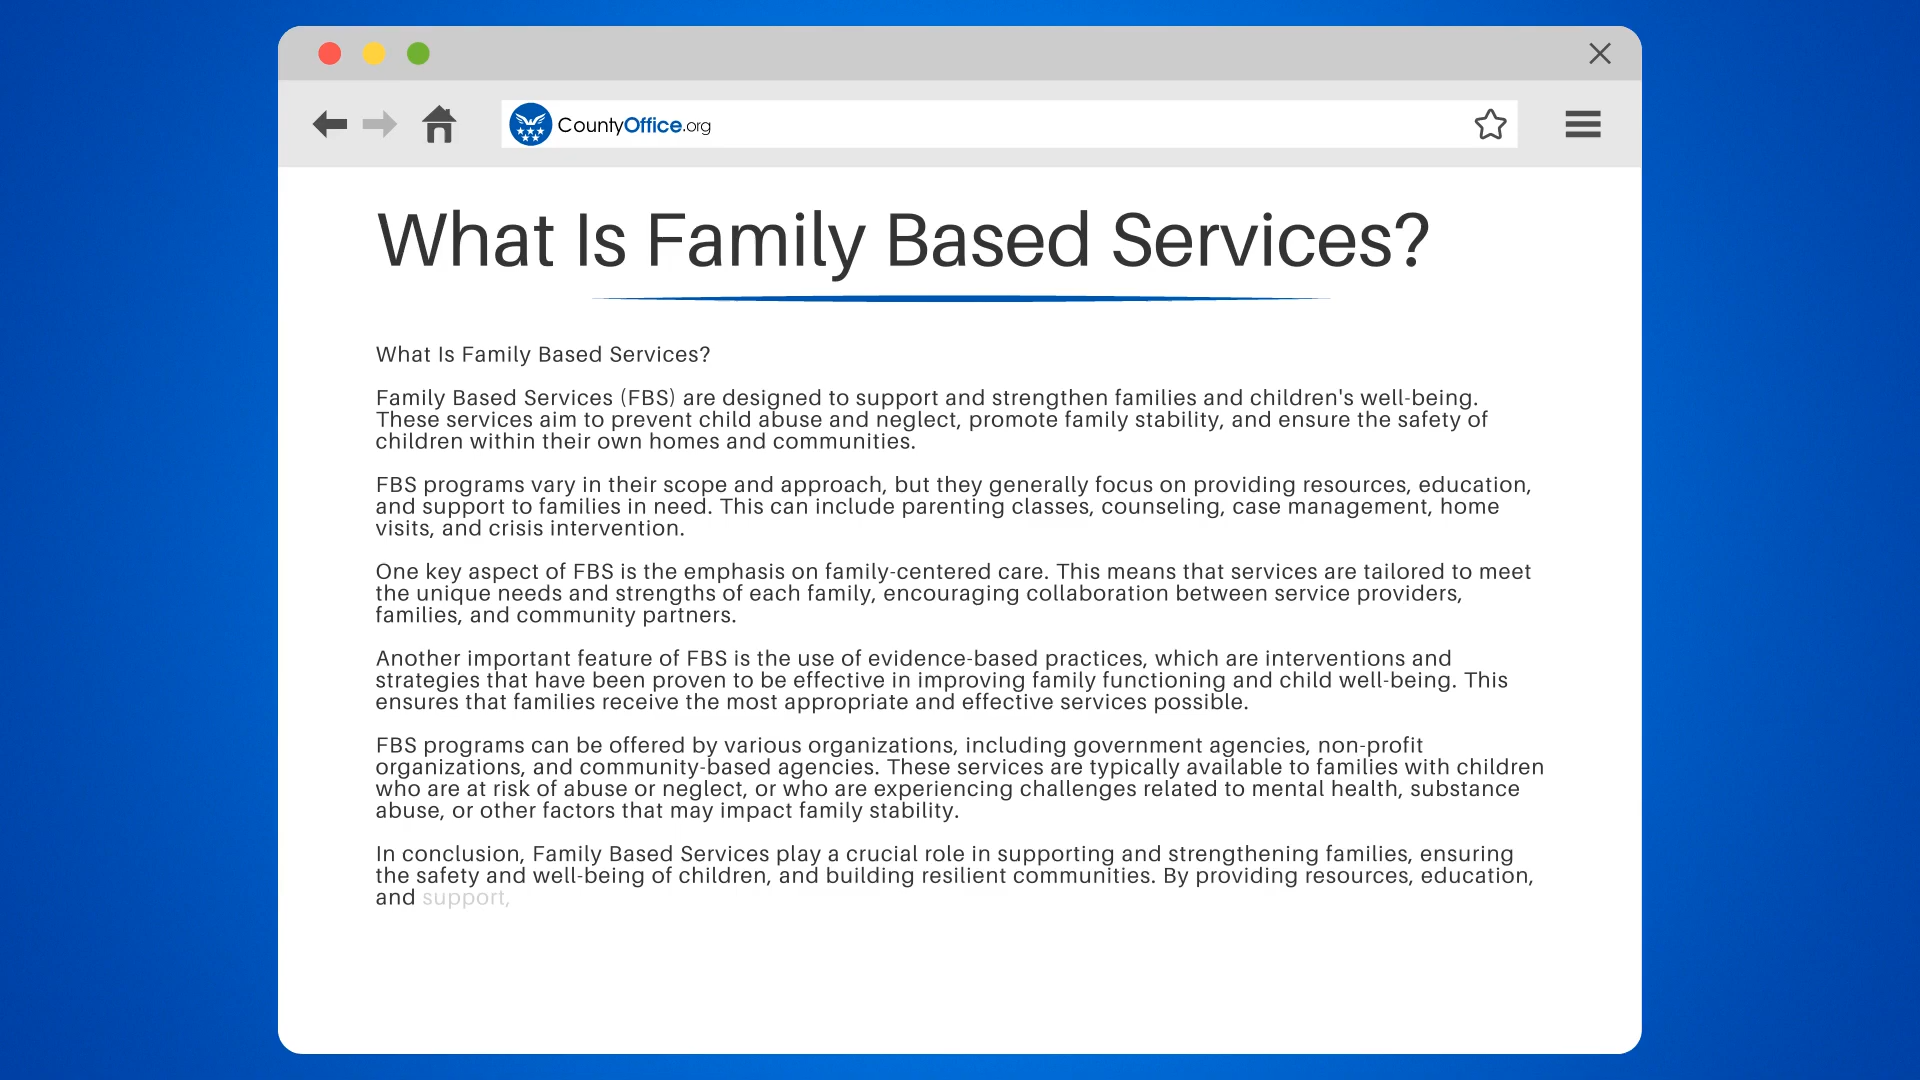 CountyOffice.org
What Is Family Based Services?
What Is Family Based Services?
Family Based Services (FBS) are designed to support and strengthen families and children's well-being.
These services aim to prevent child abuse and neglect, promote family stability, and ensure the safety of
children within their own homes and communities.
FBS programs vary in their scope and approach, but they generally focus on providing resources, education,
and support to families in need. This can include parenting classes, counseling, case management, home
visits, and crisis intervention.
One key aspect of FBS is the emphasis on family-centered care. This means that services are tailored to meet
the unique needs and strengths of each family, encouraging collaboration between service providers,
families, and community partners.
Another important feature of FBS is the use of evidence-based practices, which are interventions and
strategies that have been proven to be effective in improving family functioning and child well-being. This
ensures that families receive the most appropriate and effective services possible.
FBS programs can be offered by various organizations, including government agencies, non-profit
organizations, and community-based agencies. These services are typically available to families with children
who are at risk of abuse or neglect, or who are experiencing challenges related to mental health, substance
abuse, or other factors that may impact family stability.
In conclusion, Family Based Services play a crucial role in supporting and strengthening families, ensuring
the safety and well-being of children, and building resilient communities. By providing resources, education,
and support,